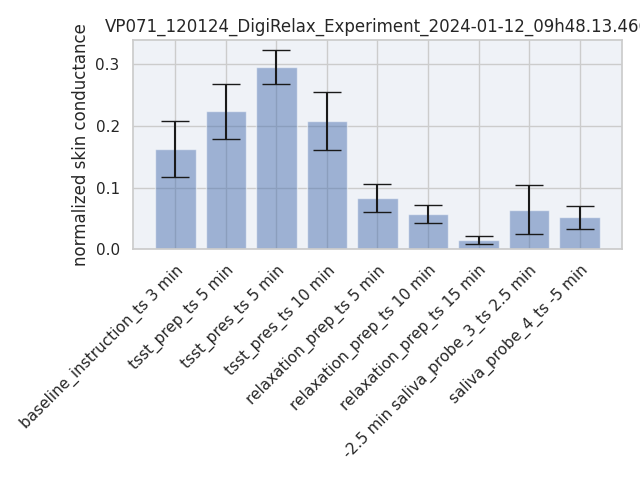 VP071_120124_DigiRelax_Experiment_2024-01-12_09h48.13.46
normalized skin conductance
0.3
0.2
0.1
0.0
baseline_instruction_ts 3 min
tsst_prep_ts 5 min
tsst_pres_ts 5 min
tsst_pres_ts 10 min
relaxation_prep_ts 5 min
relaxation_prep_ts 10 min
relaxation_prep_ts 15 min
-2.5 min saliva_probe_3_ts 2.5 min
saliva_probe_4_ts -5 min